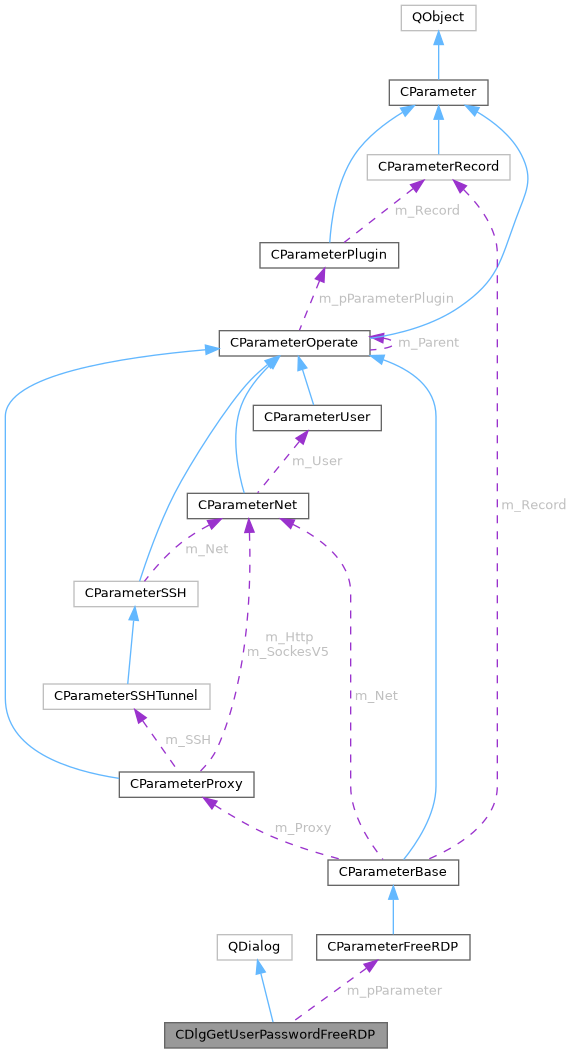 QObject
CParameter
CParameterRecord
m_Record
CParameterPlugin
m_pParameterPlugin
CParameterOperate
m_Parent
CParameterUser
m_User
CParameterNet
m_Record
m_Net
CParameterSSH
m_Http
m_SockesV5
CParameterSSHTunnel
m_Net
m_SSH
CParameterProxy
m_Proxy
CParameterBase
QDialog
CParameterFreeRDP
m_pParameter
CDlgGetUserPasswordFreeRDP